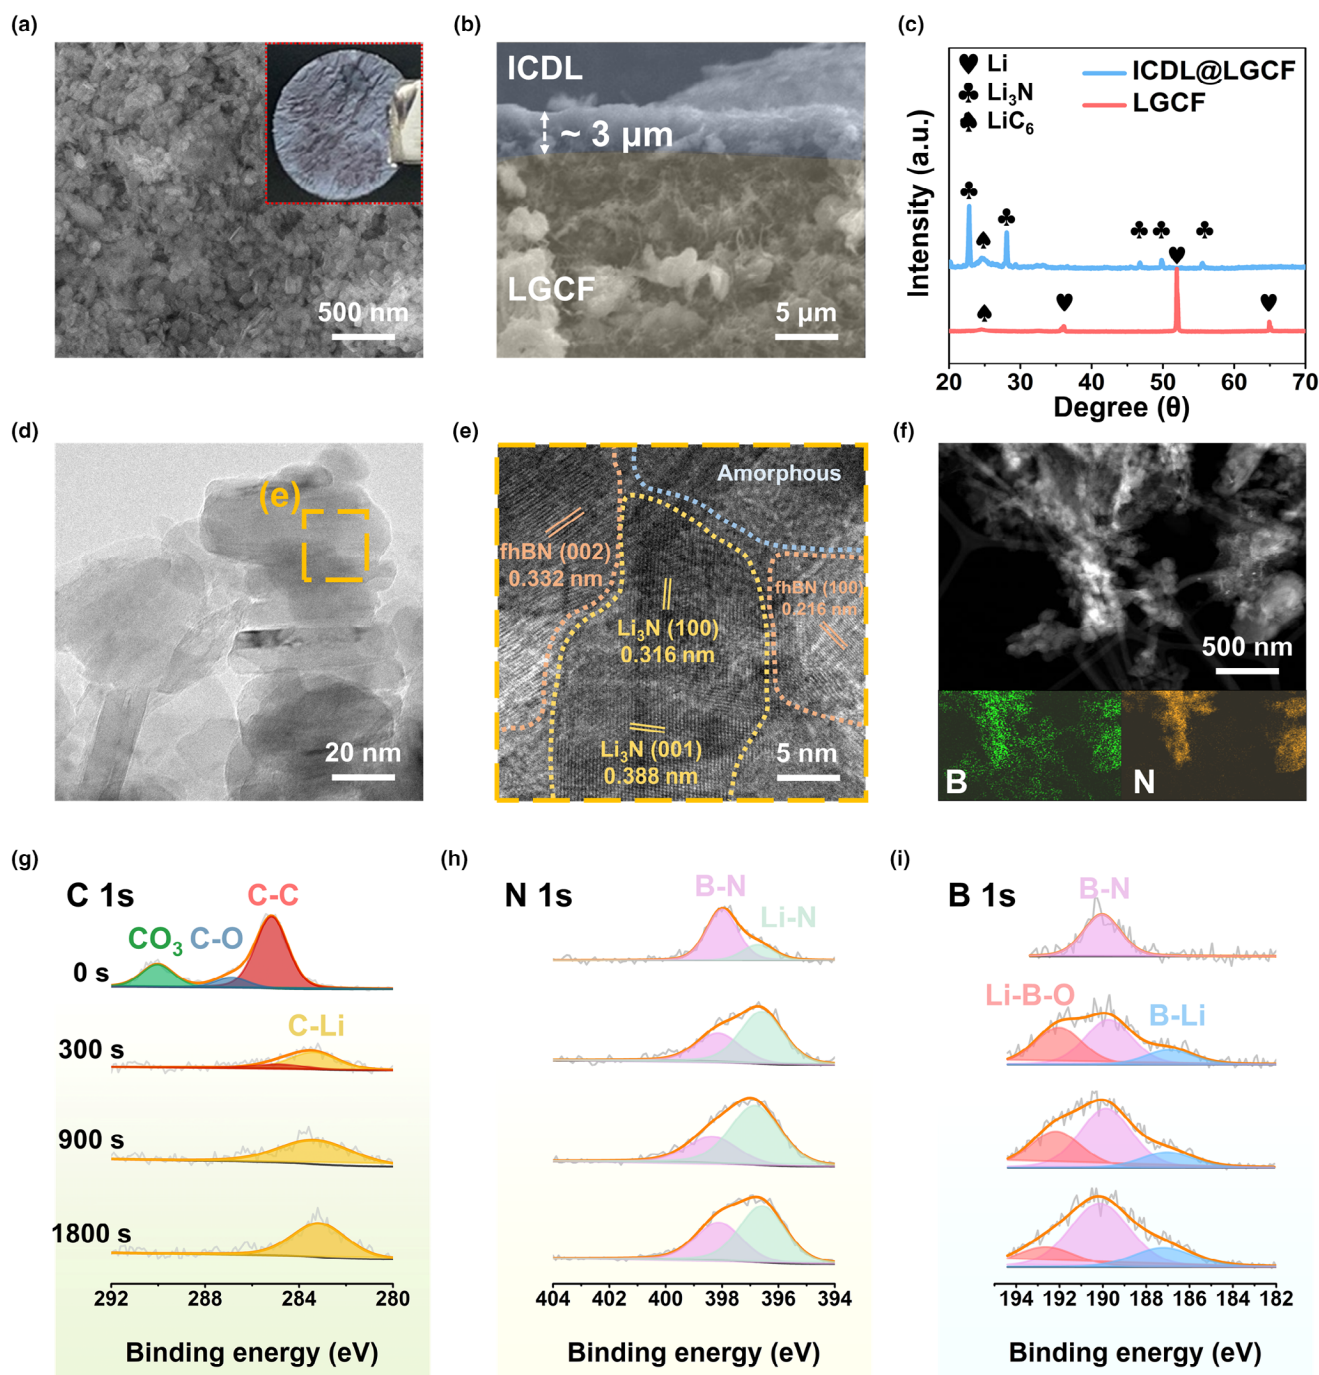 (a)
500 nm
(b)
ICDL
~ 3 μm
LGCF
5 μm
(c)
♥ Li
♣ Li₃N
♠ LiC₆
ICDL@LGCF
LGCF
Intensity (a.u.)
20 30 40 50 60 70
Degree (θ)
(d)
(e)
20 nm
(e)
Amorphous
fhBN (002)
0.332 nm
fhBN (100)
0.216 nm
Li₃N (100)
0.316 nm
Li₃N (001)
0.388 nm
5 nm
(f)
500 nm
B
N
(g)
C 1s
C-C
CO₃ C-O
0 s
C-Li
300 s
900 s
1800 s
292 288 284 280
Binding energy (eV)
(h)
N 1s
B-N
Li-N
404 402 400 398 396 394
Binding energy (eV)
(i)
B 1s
B-N
Li-B-O
B-Li
194 192 190 188 186 184 182
Binding energy (eV)